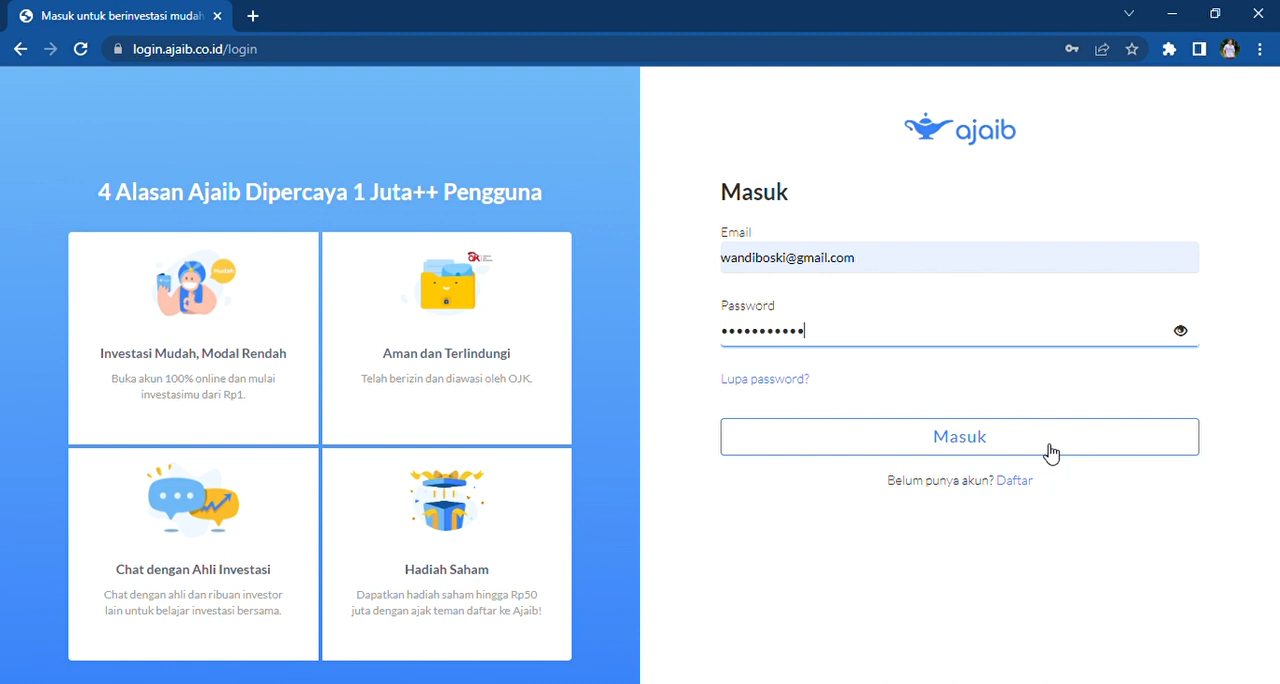 Masuk untuk berinvestasi mudah
login.ajaib.co.id/login
4 Alasan Ajaib Dipercaya 1 Juta++ Pengguna
Mudah
Investasi Mudah, Modal Rendah
Buka akun 100% online dan mulai
investasimu dari Rp1.
Aman dan Terlindungi
Telah berizin dan diawasi oleh OJK.
Chat dengan Ahli Investasi
Chat dengan ahli dan ribuan investor
lain untuk belajar investasi bersama.
Hadiah Saham
Dapatkan hadiah saham hingga Rp50
juta dengan ajak teman daftar ke Ajaib!
ajaib
Masuk
Email
wandiboski@gmail.com
Password
•••••••••••
Lupa password?
Masuk
Belum punya akun? Daftar